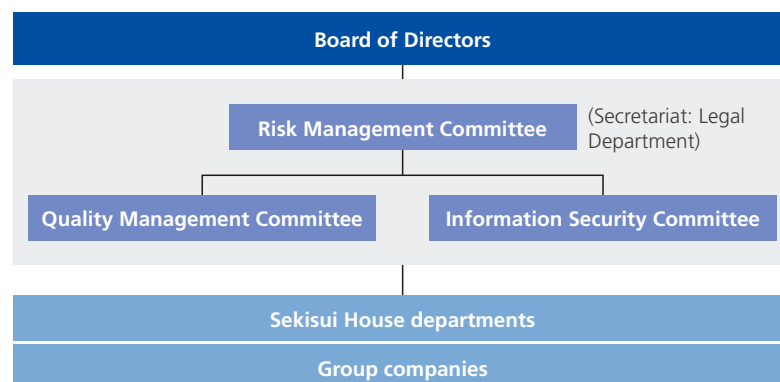 Board of Directors
Risk Management Committee
(Secretariat: Legal
Department)
Quality Management Committee
Information Security Committee
Sekisui House departments
Group companies